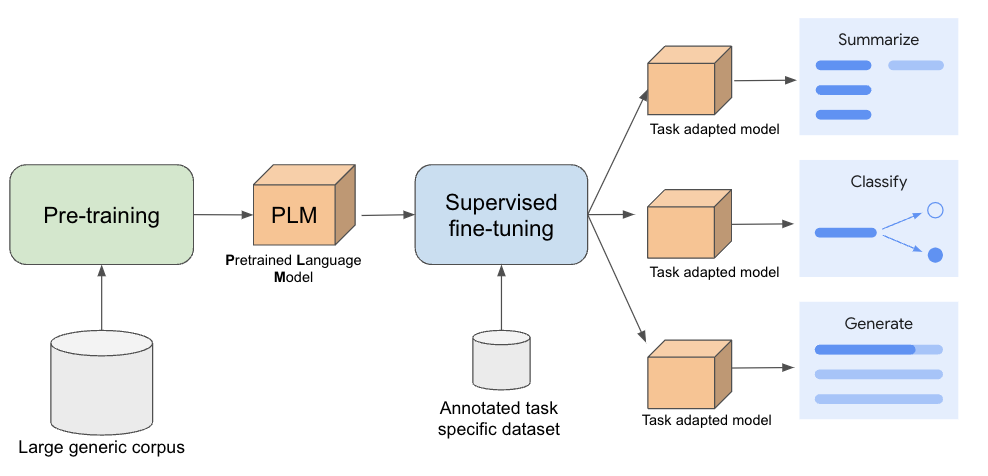 Pre-training
Large generic corpus
PLM
Pretrained Language
Model
Supervised
fine-tuning
Annotated task
specific dataset
Task adapted model
Summarize
Task adapted model
Classify
Task adapted model
Generate